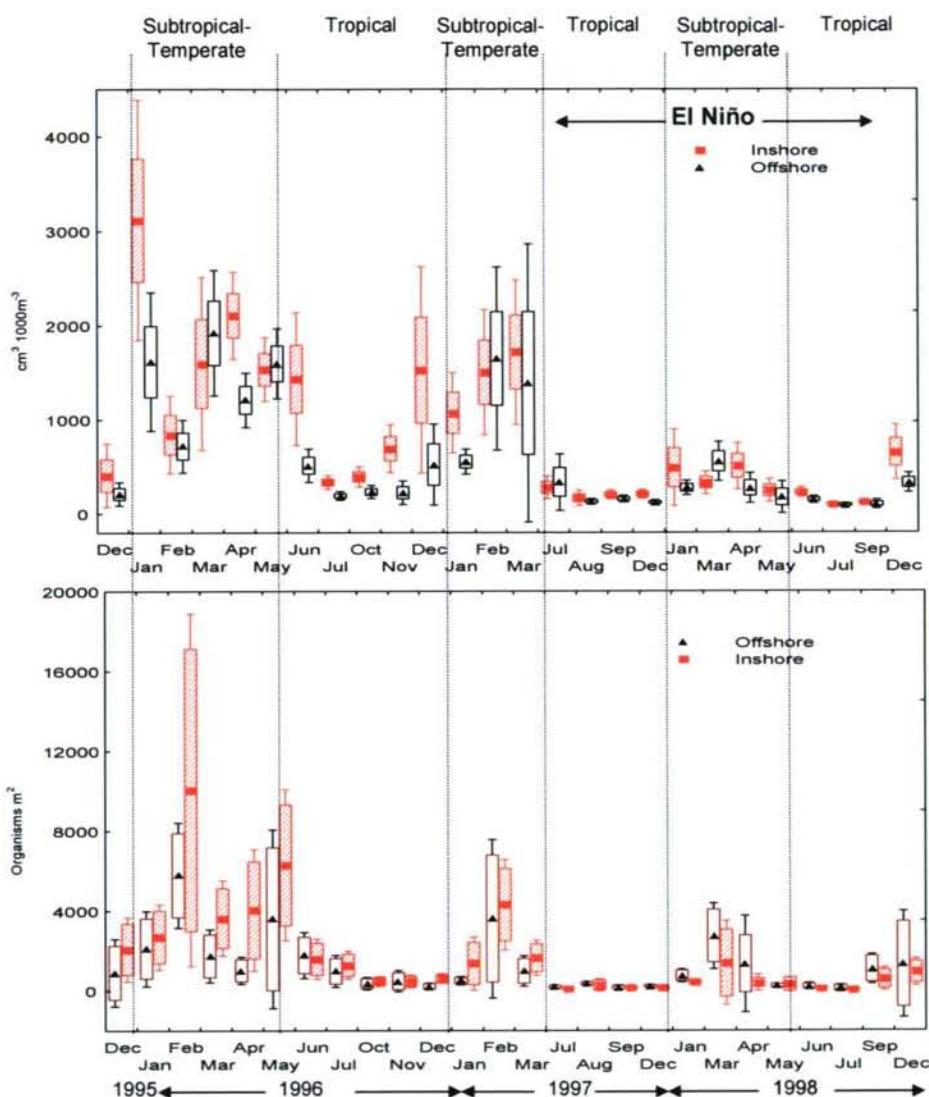 Subtropical-Temperate Tropical Subtropical-Temperate Tropical Subtropical-Temperate Tropical
El Niño
Inshore
Offshore
4000
3000
2000
1000
0
cm³ 1000m⁻³
Dec Feb Apr Jun Oct Dec Feb Jul Sep Jan Apr Jun Sep
Jan Mar May Jul Nov Jan Mar Aug Dec Mar May Jul Dec
20000
16000
12000
8000
4000
0
Organisms m²
Offshore
Inshore
Dec Feb Apr Jun Oct Dec Feb Jul Sep Jan Apr Jun Sep Dec
Jan Mar May Jul Nov Jan Mar Aug Dec Mar May Jul
1995 1996 1997 1998